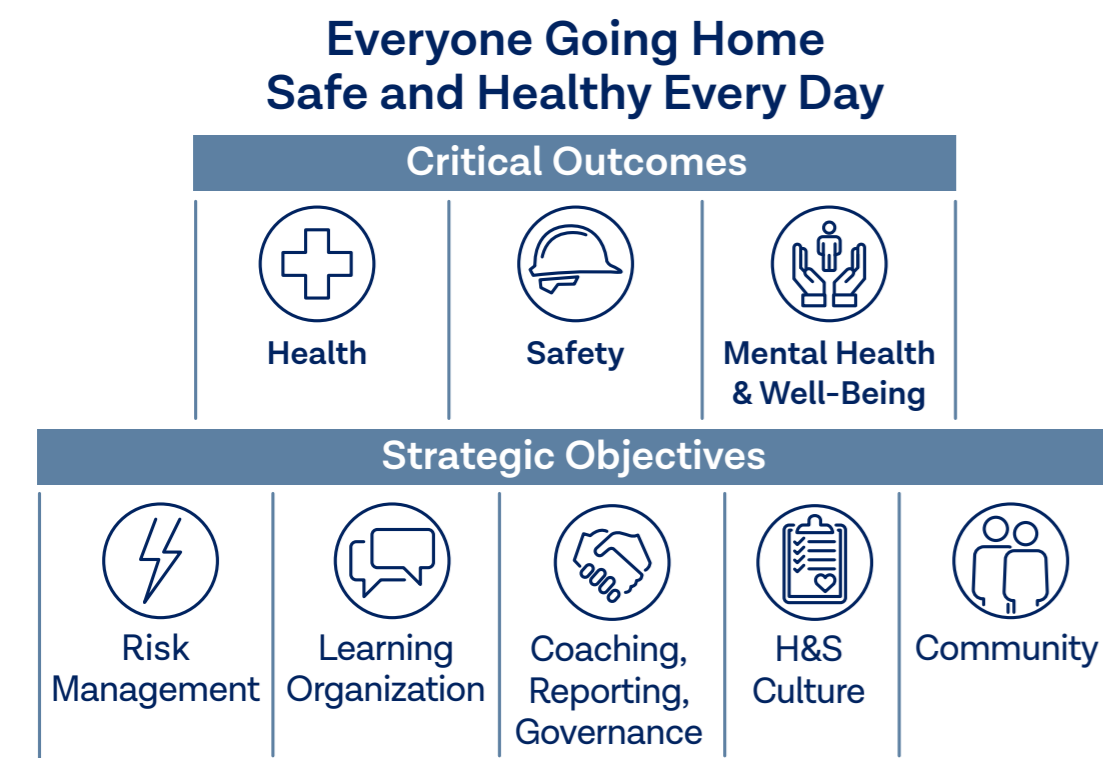 Everyone Going Home
Safe and Healthy Every Day
Critical Outcomes
Health
Safety
Mental Health
& Well-Being
Strategic Objectives
Risk
Management
Learning
Organization
Coaching,
Reporting,
Governance
H&S
Culture
Community